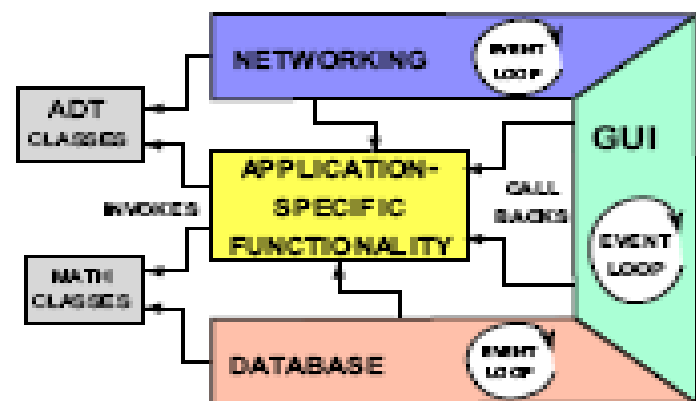 NETWORKING
EVENT
LOOP
ADT
CLASSES
GUI
APPLICATION-
SPECIFIC
FUNCTIONALITY
INVOKES
CALL
BACKS
EVENT
LOOP
MATH
CLASSES
DATABASE
EVENT
LOOP